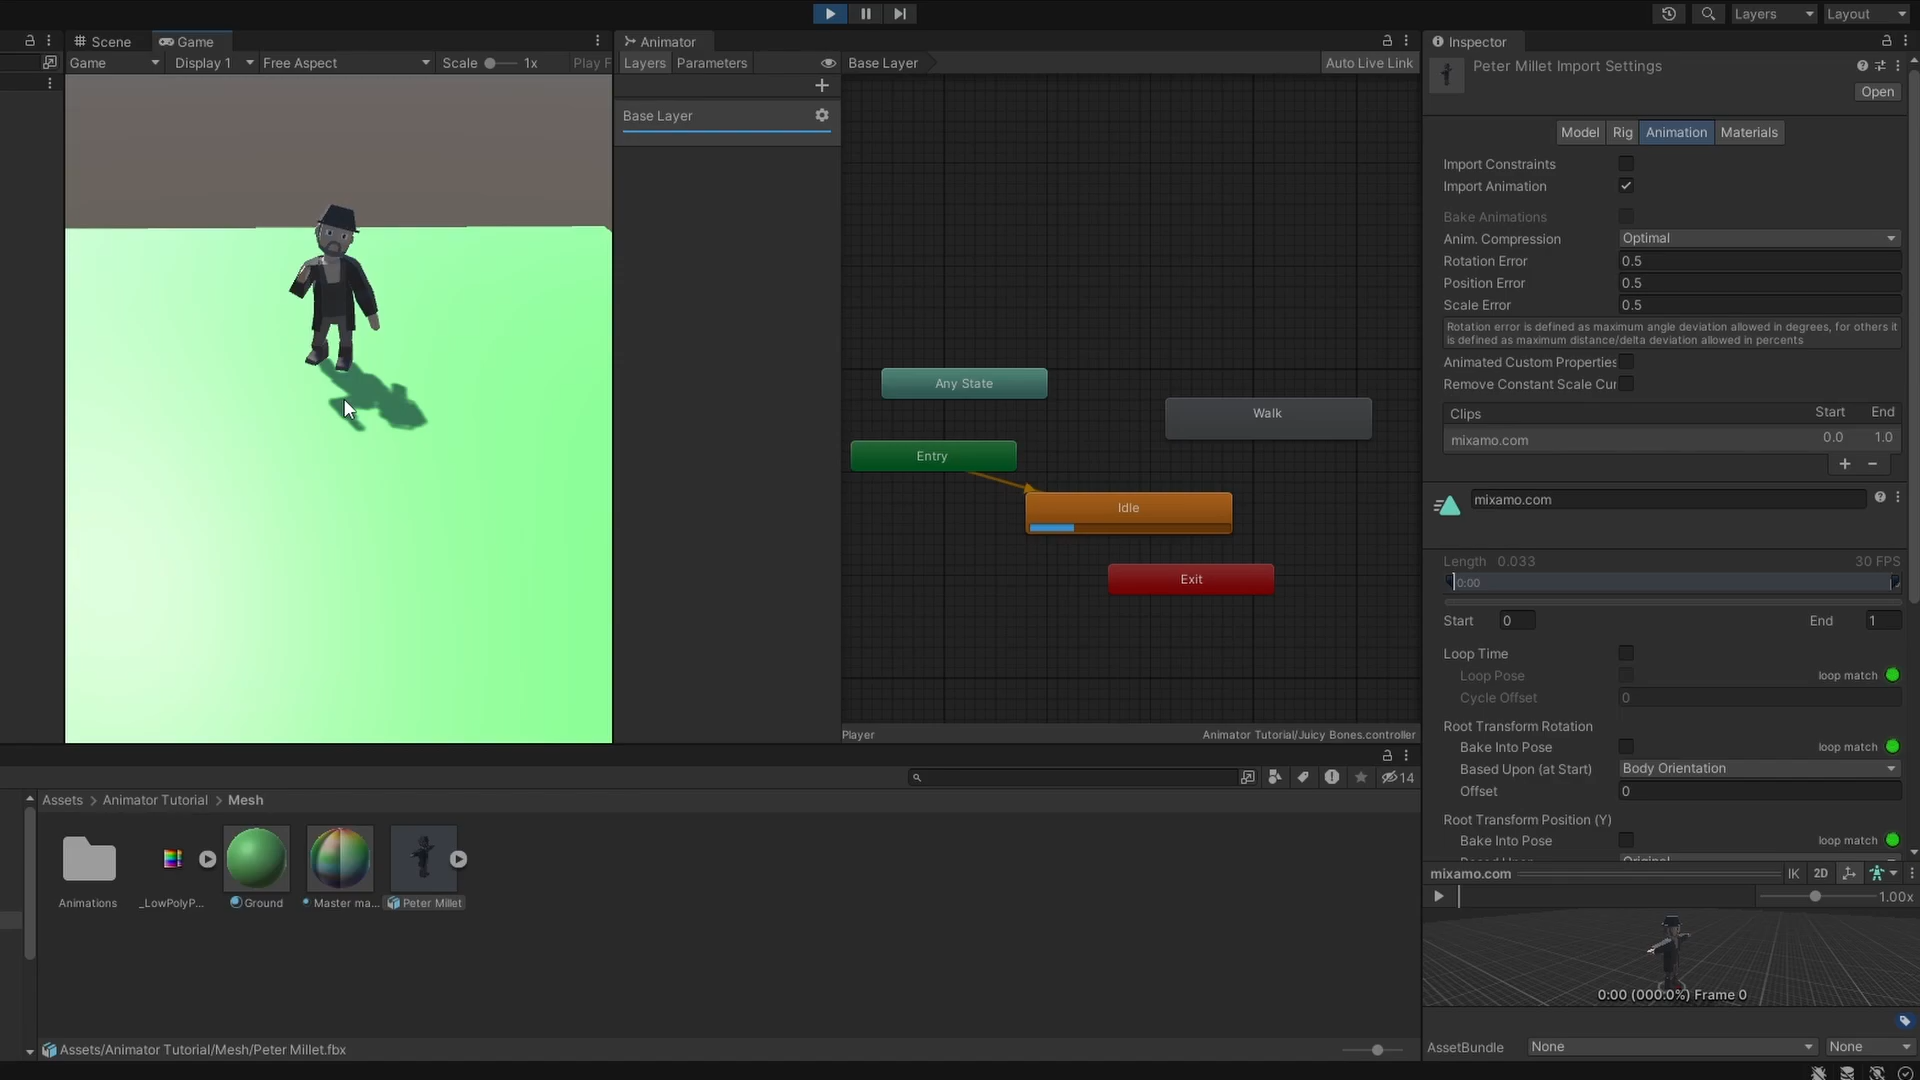 Layers
Layout
Scene
Game
Animator
Inspector
Game
Display 1
Free Aspect
Scale
1x
Play F
Layers
Parameters
Base Layer
Auto Live Link
Peter Millet Import Settings
Open
Base Layer
Model
Rig
Animation
Materials
Import Constraints
Import Animation
Bake Animations
Anim. Compression
Optimal
Rotation Error
0.5
Position Error
0.5
Scale Error
0.5
Rotation error is defined as maximum angle deviation allowed in degrees, for others it
is defined as maximum distance/delta deviation allowed in percents
Animated Custom Properties
Remove Constant Scale Cur
Clips
Start
End
mixamo.com
0.0
1.0
Any State
Walk
Entry
Idle
Exit
mixamo.com
Length 0.033
30 FPS
0:00
Start
0
End
1
Loop Time
Loop Pose
loop match
Cycle Offset
0
Root Transform Rotation
Bake Into Pose
loop match
Based Upon (at Start)
Body Orientation
Offset
0
Root Transform Position (Y)
Bake Into Pose
loop match
Player
Animator Tutorial/Juicy Bones.controller
14
Assets > Animator Tutorial > Mesh
Animations
_LowPolyP...
Ground
Master ma...
Peter Millet
mixamo.com
IK
2D
1.00x
0:00 (000.0%) Frame 0
Assets/Animator Tutorial/Mesh/Peter Millet.fbx
AssetBundle
None
None